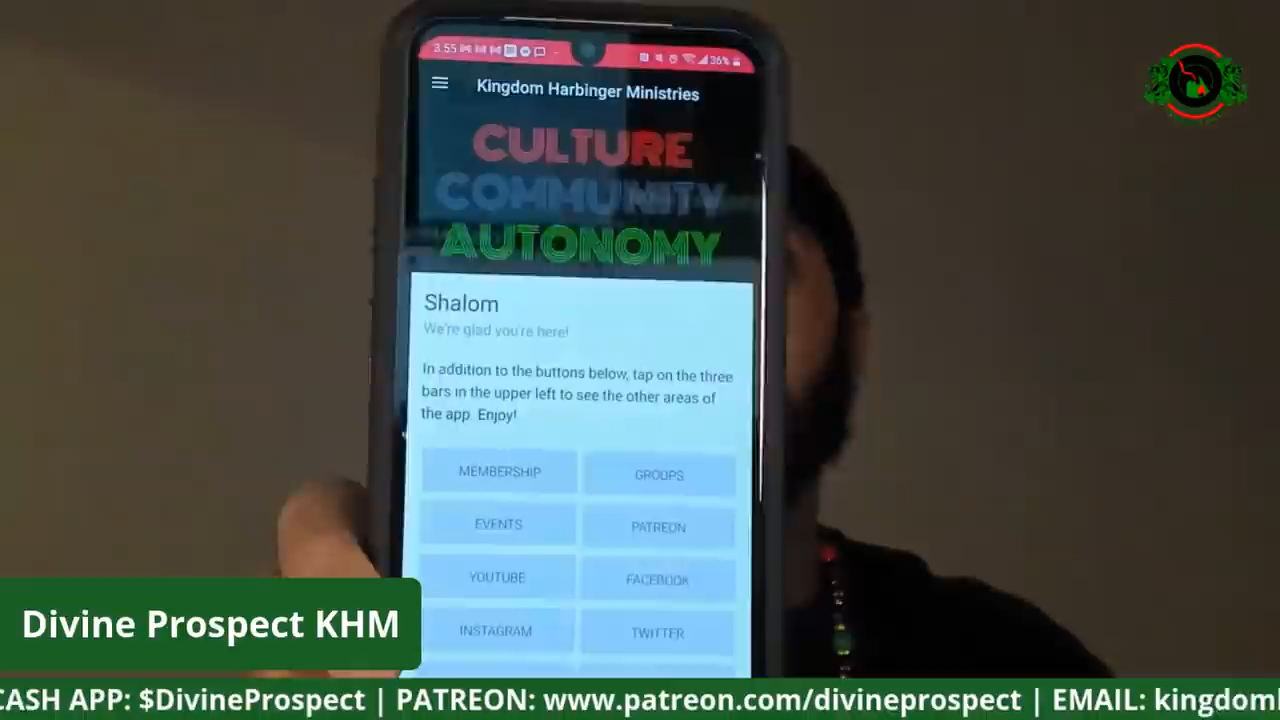 3:55
36%
Kingdom Harbinger Ministries
CULTURE
COMMUNITY
AUTONOMY
Shalom
We're glad you're here!
In addition to the buttons below, tap on the three
bars in the upper left to see the other areas of
the app. Enjoy!
MEMBERSHIP
GROUPS
EVENTS
PATREON
YOUTUBE
FACEBOOK
INSTAGRAM
TWITTER
Divine Prospect KHM
CASH APP: $DivineProspect | PATREON: www.patreon.com/divineprospect | EMAIL: